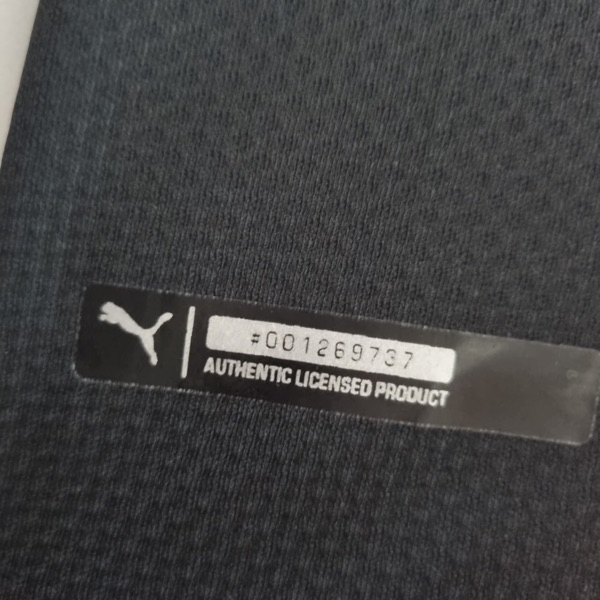 #001269737
AUTHENTIC LICENSED PRODUCT